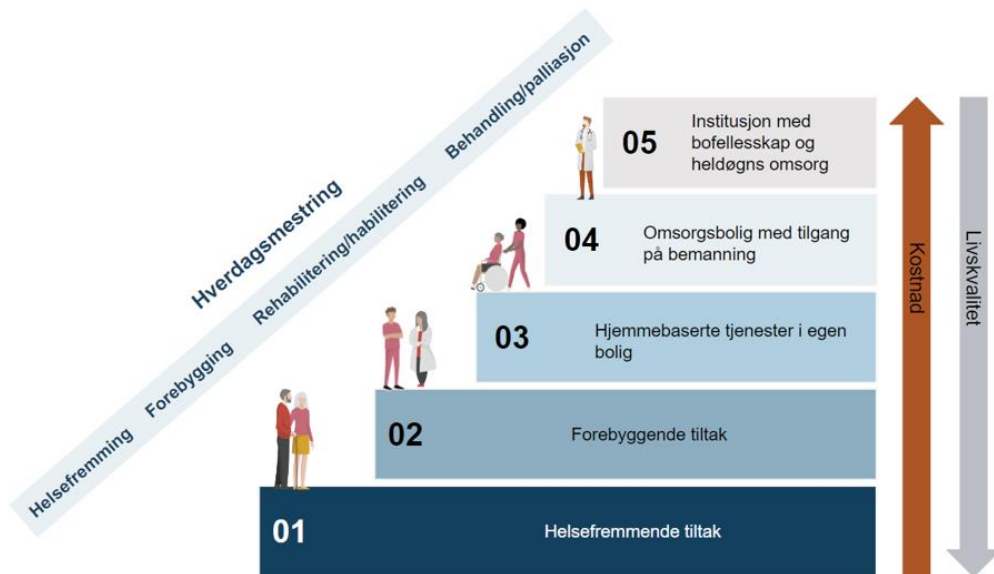 Hverdagsmestring
Helsefremming Forebygging Rehabilitering/habilitering Behandling/palliasjon
05
Institusjon med
bofellesskap og
heldøgns omsorg
04
Omsorgsbolig med tilgang
på bemanning
03
Hjemmebaserte tjenester i egen
bolig
02
Forebyggende tiltak
01
Helsefremmende tiltak
Kostnad
Livskvalitet